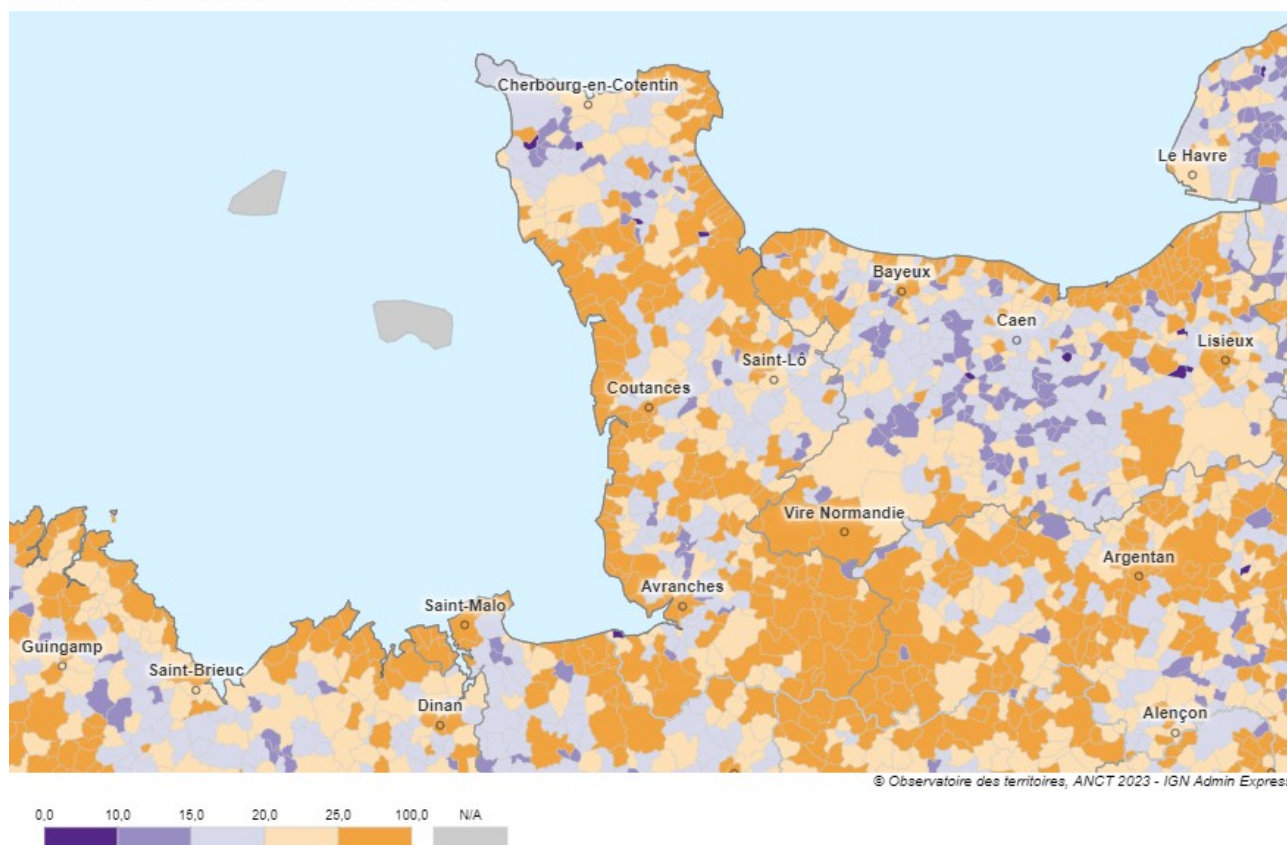 Cherbourg-en-Cotentin
Le Havre
Bayeux
Caen
Lisieux
Saint-Lô
Coutances
Vire Normandie
Argentan
Avranches
Saint-Malo
Guingamp
Saint-Brieuc
Dinan
Alençon
© Observatoire des territoires, ANCT 2023 - IGN Admin Express
0,0 10,0 15,0 20,0 25,0 100,0 N/A